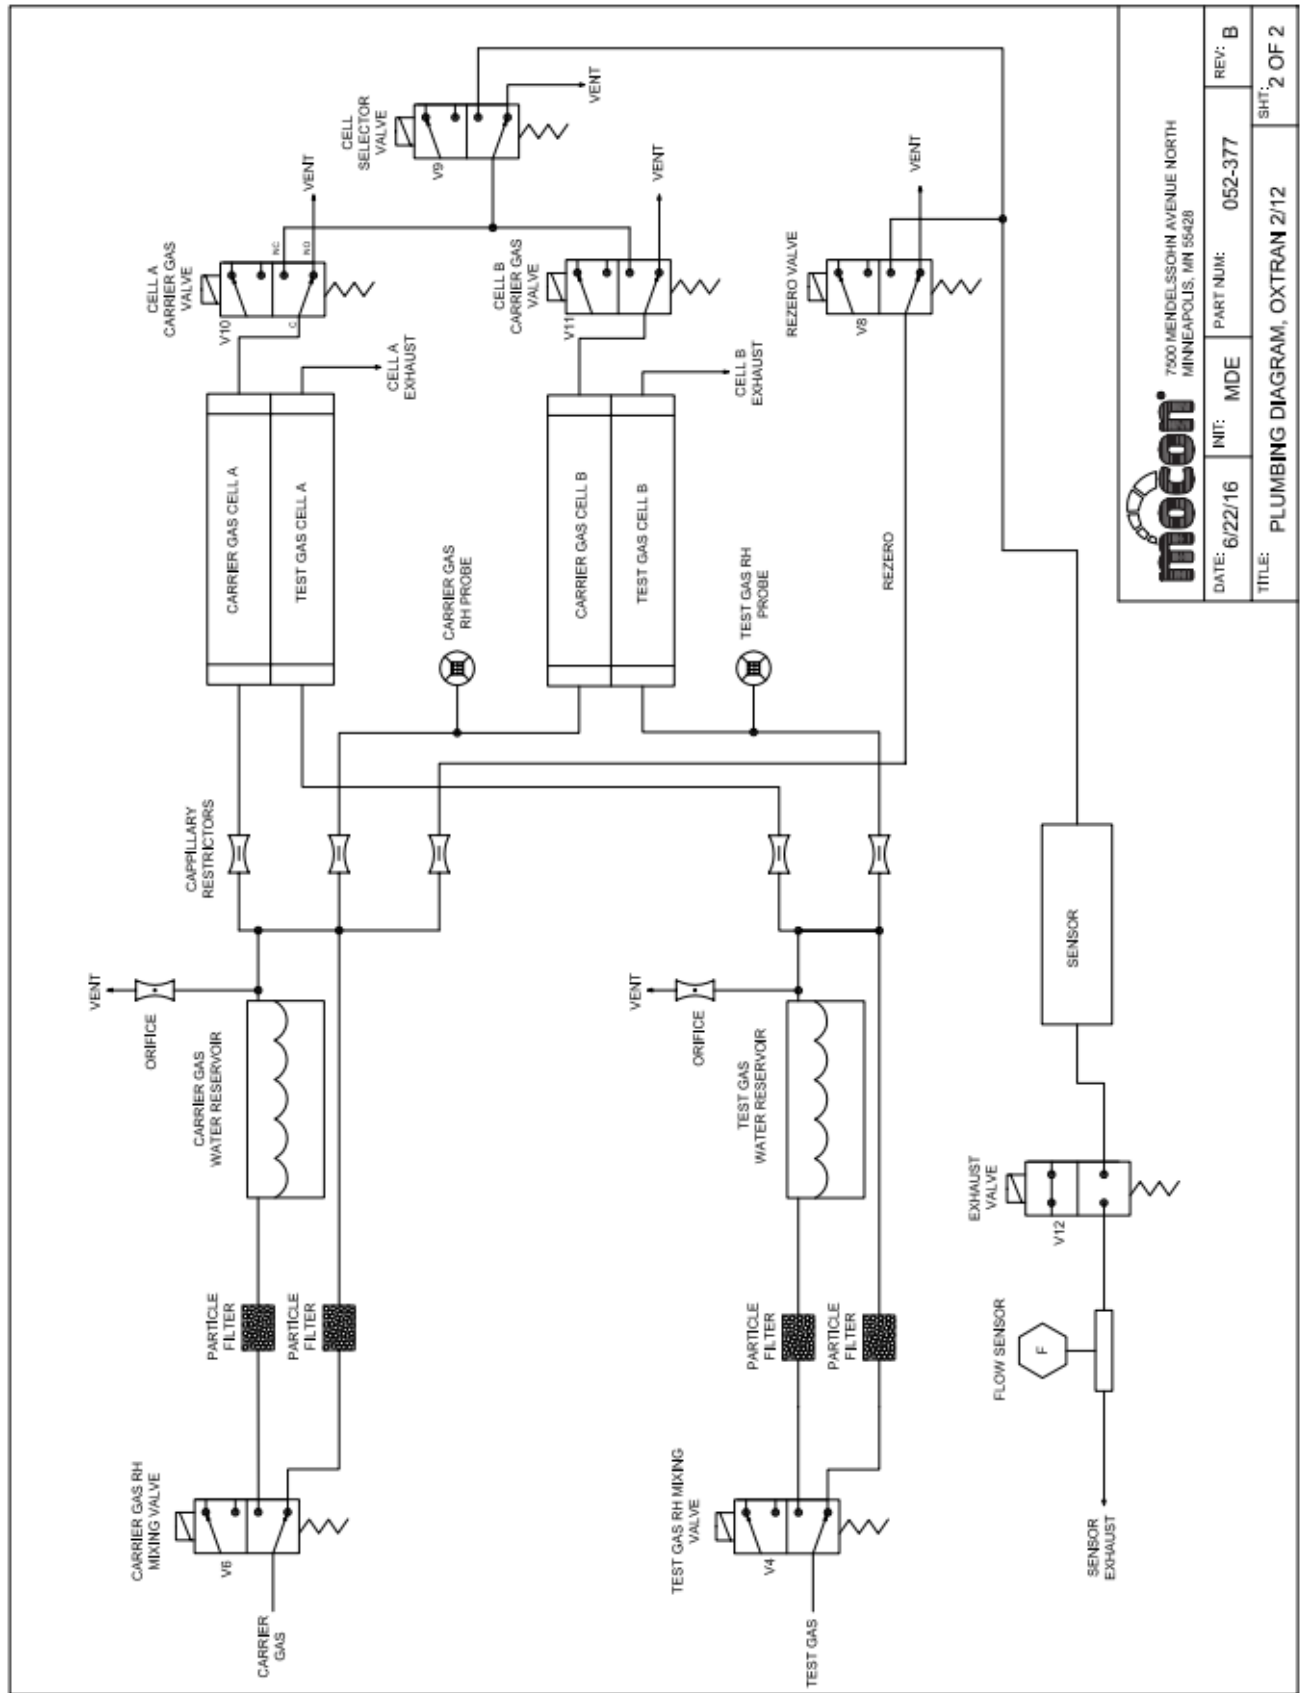 CARRIER GAS RH
MIXING VALVE
V6
CARRIER
GAS
PARTICLE
FILTER
PARTICLE
FILTER
VENT
ORIFICE
CARRIER GAS
WATER RESERVOIR
CAPPILLARY
RESTRICTORS
CARRIER GAS CELL A
TEST GAS CELL A
CELL A
EXHAUST
CELL A
CARRIER GAS
VALVE
V10
C
NC
NO
VENT
CELL
SELECTOR
VALVE
V9
VENT
CARRIER GAS
RH PROBE
CARRIER GAS CELL B
TEST GAS CELL B
CELL B
EXHAUST
CELL B
CARRIER GAS
VALVE
V11
VENT
TEST GAS RH MIXING
VALVE
V4
TEST GAS
PARTICLE
FILTER
PARTICLE
FILTER
VENT
ORIFICE
TEST GAS
WATER RESERVOIR
TEST GAS RH
PROBE
REZERO
REZERO VALVE
V8
VENT
SENSOR
EXHAUST
FLOW SENSOR
F
EXHAUST
VALVE
V12
SENSOR
mocon®
7500 MENDELSSOHN AVENUE NORTH
MINNEAPOLIS, MN 55428
DATE: 6/22/16 INIT: MDE PART NUM: 052-377 REV: B
TITLE: PLUMBING DIAGRAM, OXTRAN 2/12 SHT: 2 OF 2